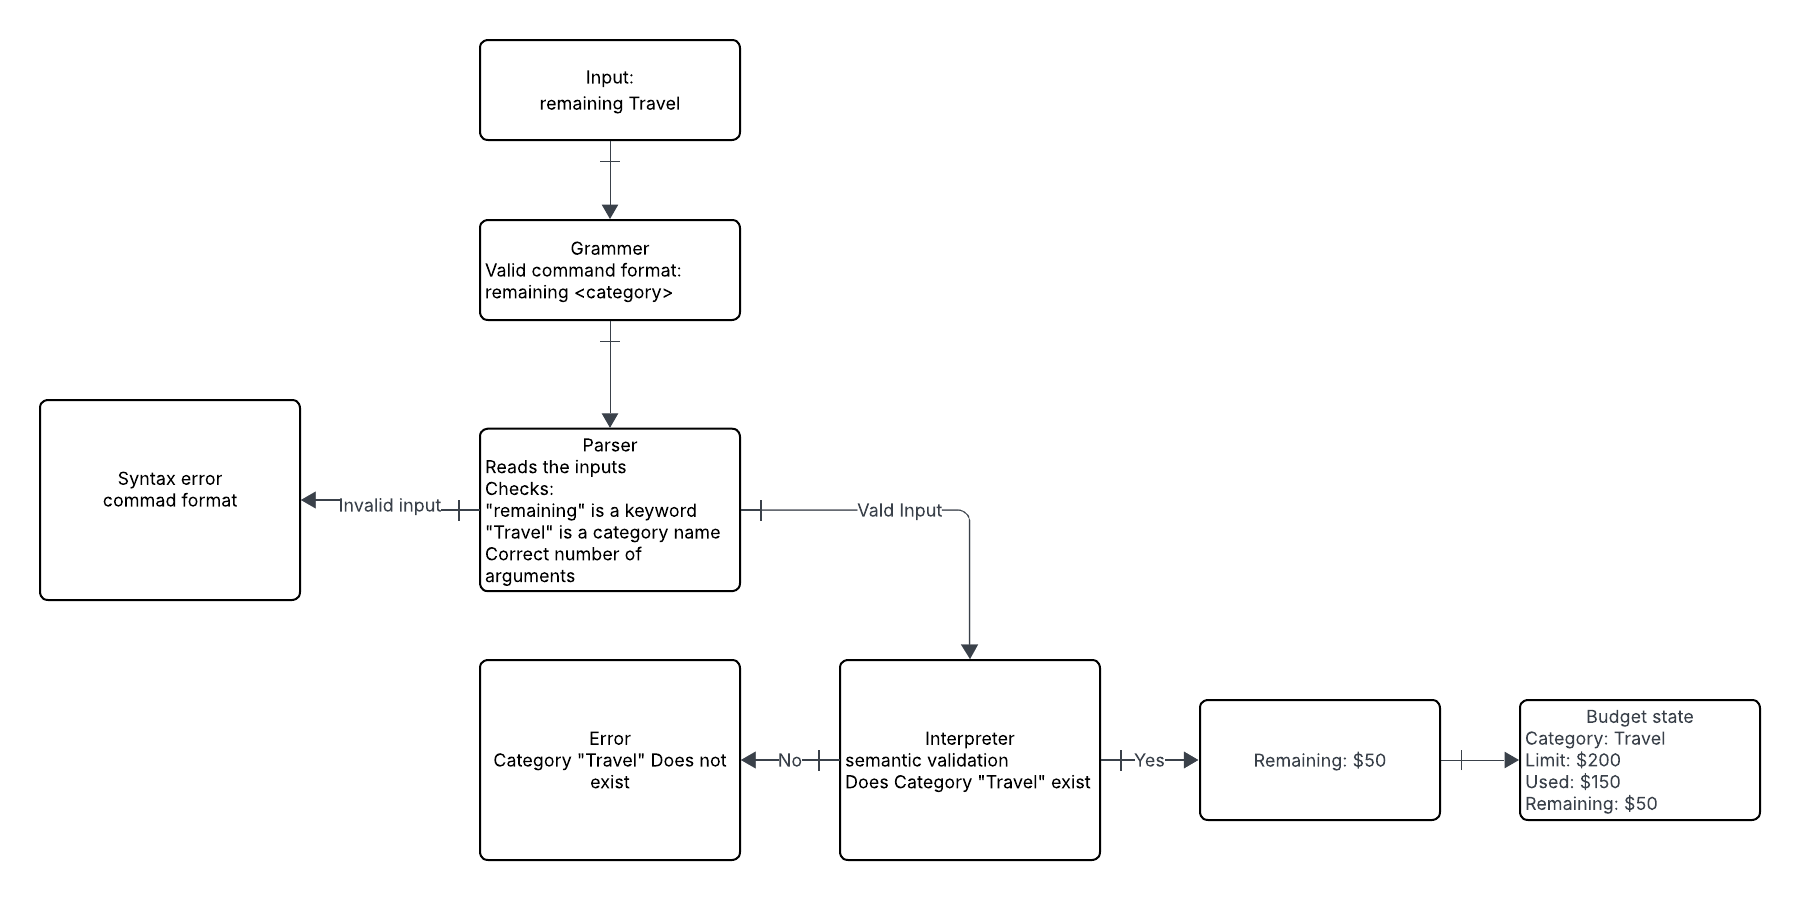 Input:
remaining Travel
Grammer
Valid command format:
remaining <category>
Syntax error
commad format
Invalid input
Parser
Reads the inputs
Checks:
"remaining" is a keyword
"Travel" is a category name
Correct number of
arguments
Vald Input
Error
Category "Travel" Does not
exist
No
Interpreter
semantic validation
Does Category "Travel" exist
Yes
Remaining: $50
Budget state
Category: Travel
Limit: $200
Used: $150
Remaining: $50